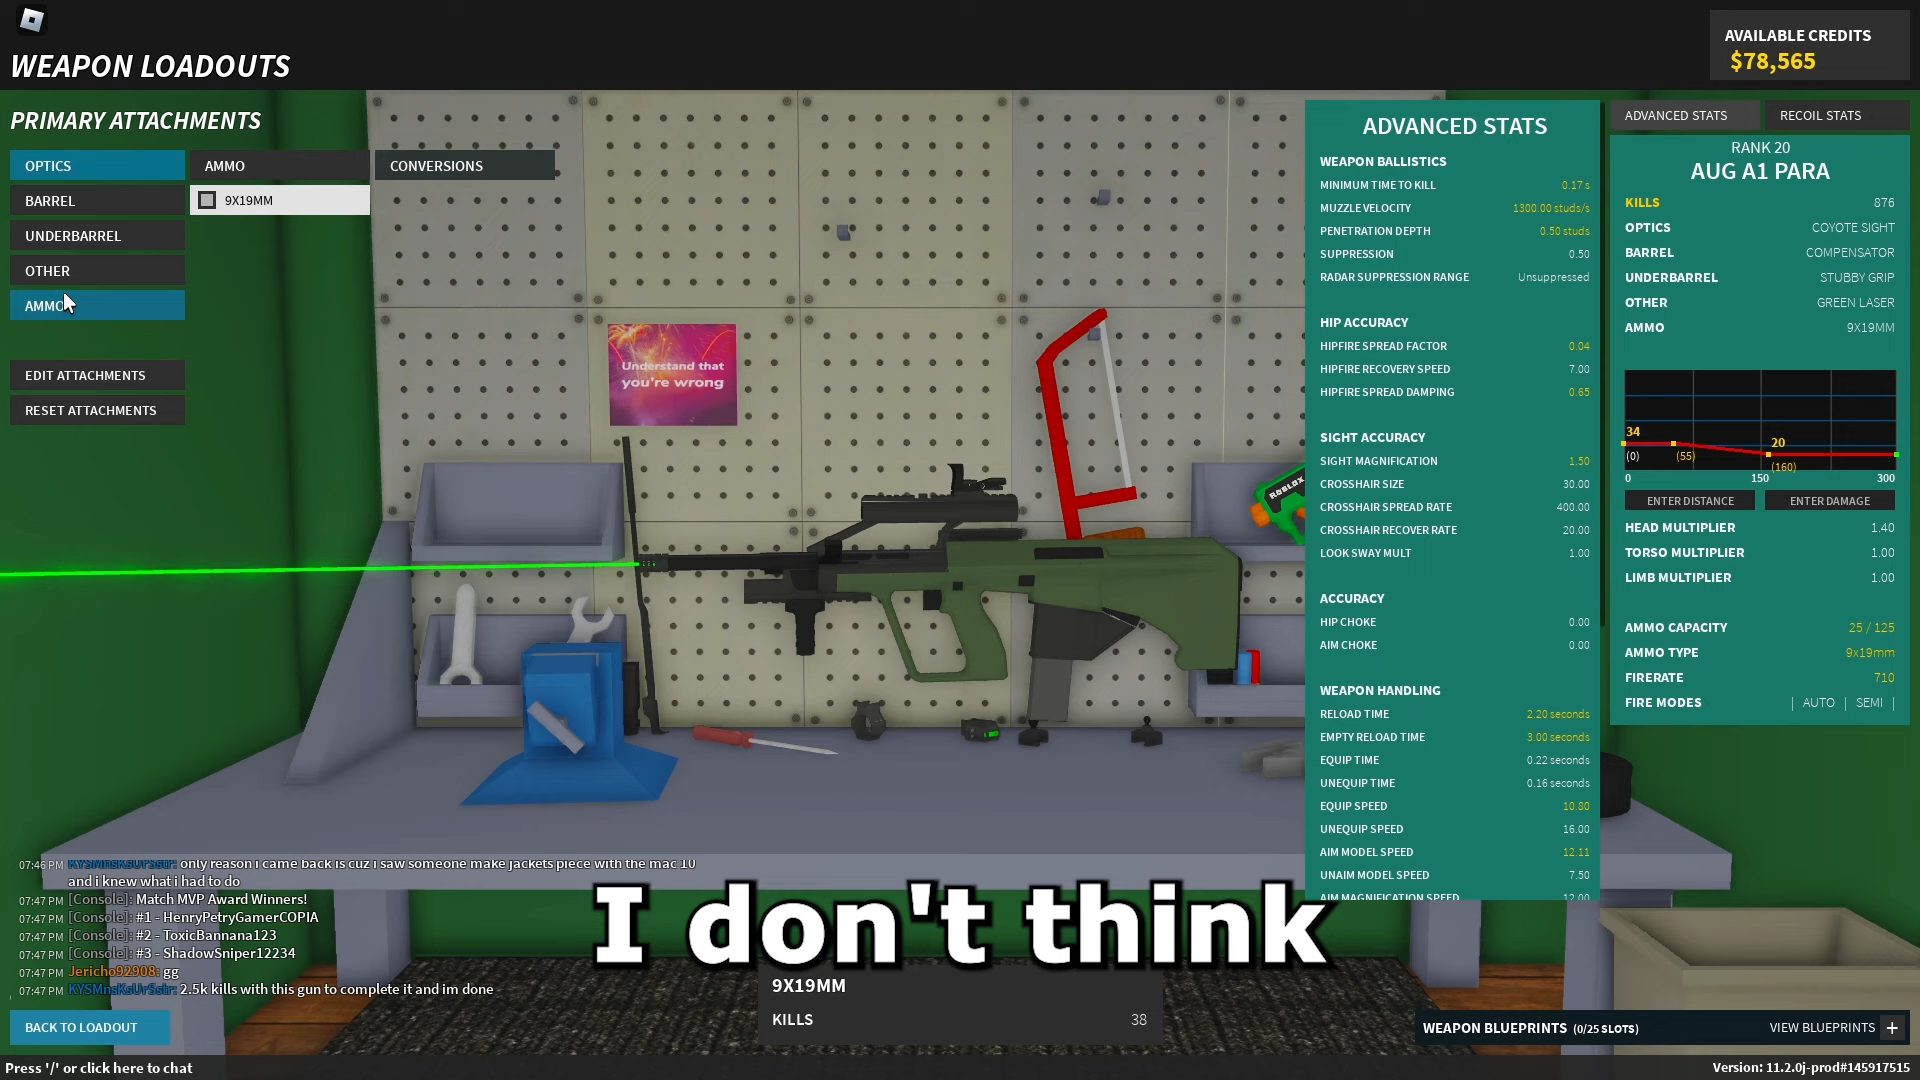 WEAPON LOADOUTS
AVAILABLE CREDITS
$78,565
PRIMARY ATTACHMENTS
OPTICS
AMMO
CONVERSIONS
BARREL
9X19MM
UNDERBARREL
OTHER
AMMO
EDIT ATTACHMENTS
RESET ATTACHMENTS
Understand that
you're wrong
ROBLOX
ADVANCED STATS
WEAPON BALLISTICS
MINIMUM TIME TO KILL 0.17 s
MUZZLE VELOCITY 1300.00 studs/s
PENETRATION DEPTH 0.50 studs
SUPPRESSION 0.50
RADAR SUPPRESSION RANGE Unsuppressed
HIP ACCURACY
HIPFIRE SPREAD FACTOR 0.04
HIPFIRE RECOVERY SPEED 7.00
HIPFIRE SPREAD DAMPING 0.65
SIGHT ACCURACY
SIGHT MAGNIFICATION 1.50
CROSSHAIR SIZE 30.00
CROSSHAIR SPREAD RATE 400.00
CROSSHAIR RECOVER RATE 20.00
LOOK SWAY MULT 1.00
ACCURACY
HIP CHOKE 0.00
AIM CHOKE 0.00
WEAPON HANDLING
RELOAD TIME 2.20 seconds
EMPTY RELOAD TIME 3.00 seconds
EQUIP TIME 0.22 seconds
UNEQUIP TIME 0.16 seconds
EQUIP SPEED 10.80
UNEQUIP SPEED 16.00
AIM MODEL SPEED 12.11
UNAIM MODEL SPEED 7.50
AIM MAGNIFICATION SPEED 12.00
ADVANCED STATS
RECOIL STATS
RANK 20
AUG A1 PARA
KILLS 876
OPTICS COYOTE SIGHT
BARREL COMPENSATOR
UNDERBARREL STUBBY GRIP
OTHER GREEN LASER
AMMO 9X19MM
34
(0) (55)
20
(160)
0 150 300
ENTER DISTANCE ENTER DAMAGE
HEAD MULTIPLIER 1.40
TORSO MULTIPLIER 1.00
LIMB MULTIPLIER 1.00
AMMO CAPACITY 25 / 125
AMMO TYPE 9x19mm
FIRERATE 710
FIRE MODES | AUTO | SEMI |
07:46 PM KYSMnsKsUrSstr: only reason i came back is cuz i saw someone make jackets piece with the mac 10
and i knew what i had to do
07:47 PM [Console]: Match MVP Award Winners!
07:47 PM [Console]: #1 - HenryPetryGamerCOPIA
07:47 PM [Console]: #2 - ToxicBannana123
07:47 PM [Console]: #3 - ShadowSniper12234
07:47 PM Jericho92908: gg
07:47 PM KYSMnsKsUrSstr: 2.5k kills with this gun to complete it and im done
I don't think
9X19MM
KILLS 38
BACK TO LOADOUT
WEAPON BLUEPRINTS (0/25 SLOTS) VIEW BLUEPRINTS +
Press '/' or click here to chat
Version: 11.2.0j-prod#145917515